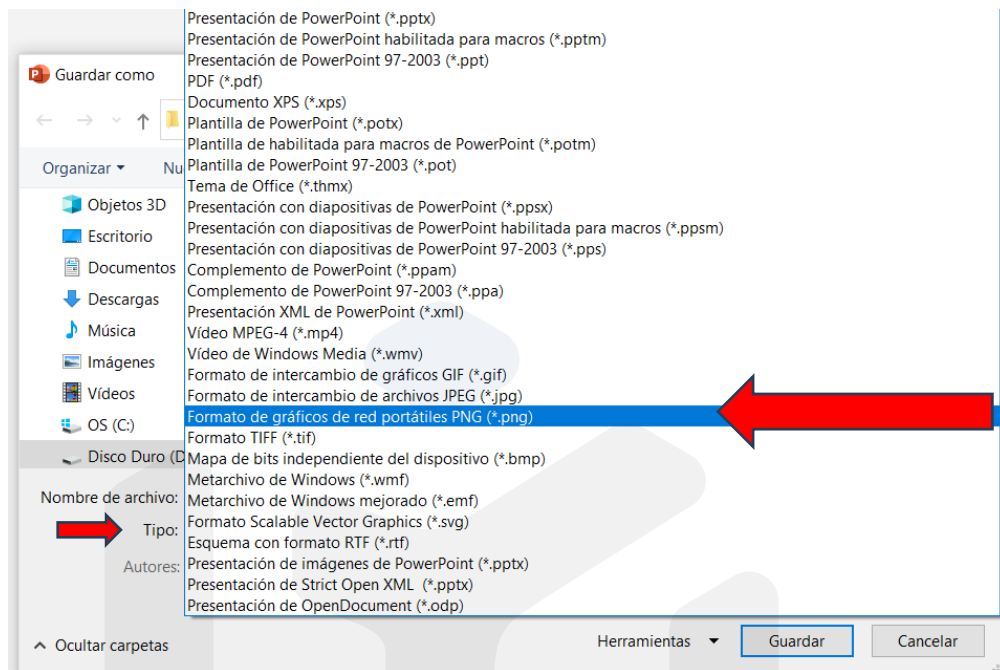 Presentación de PowerPoint (*.pptx)
Presentación de PowerPoint habilitada para macros (*.pptm)
Presentación de PowerPoint 97-2003 (*.ppt)
PDF (*.pdf)
Documento XPS (*.xps)
Plantilla de PowerPoint (*.potx)
Plantilla de habilitada para macros de PowerPoint (*.potm)
Plantilla de PowerPoint 97-2003 (*.pot)
Tema de Office (*.thmx)
Presentación con diapositivas de PowerPoint (*.ppsx)
Presentación con diapositivas de PowerPoint habilitada para macros (*.ppsm)
Presentación con diapositivas de PowerPoint 97-2003 (*.pps)
Complemento de PowerPoint (*.ppam)
Complemento de PowerPoint 97-2003 (*.ppa)
Presentación XML de PowerPoint (*.xml)
Vídeo MPEG-4 (*.mp4)
Vídeo de Windows Media (*.wmv)
Formato de intercambio de gráficos GIF (*.gif)
Formato de intercambio de archivos JPEG (*.jpg)
Formato de gráficos de red portátiles PNG (*.png)
Formato TIFF (*.tif)
Mapa de bits independiente del dispositivo (*.bmp)
Metarchivo de Windows (*.wmf)
Metarchivo de Windows mejorado (*.emf)
Formato Scalable Vector Graphics (*.svg)
Esquema con formato RTF (*.rtf)
Presentación de imágenes de PowerPoint (*.pptx)
Presentación de Strict Open XML (*.pptx)
Presentación de OpenDocument (*.odp)
P
Guardar como
Organizar
Nu
Objetos 3D
Escritorio
Documentos
Descargas
Música
Imágenes
Vídeos
OS (C:)
Disco Duro (D
Nombre de archivo:
Tipo:
Autores:
Ocultar carpetas
Herramientas
Guardar
Cancelar